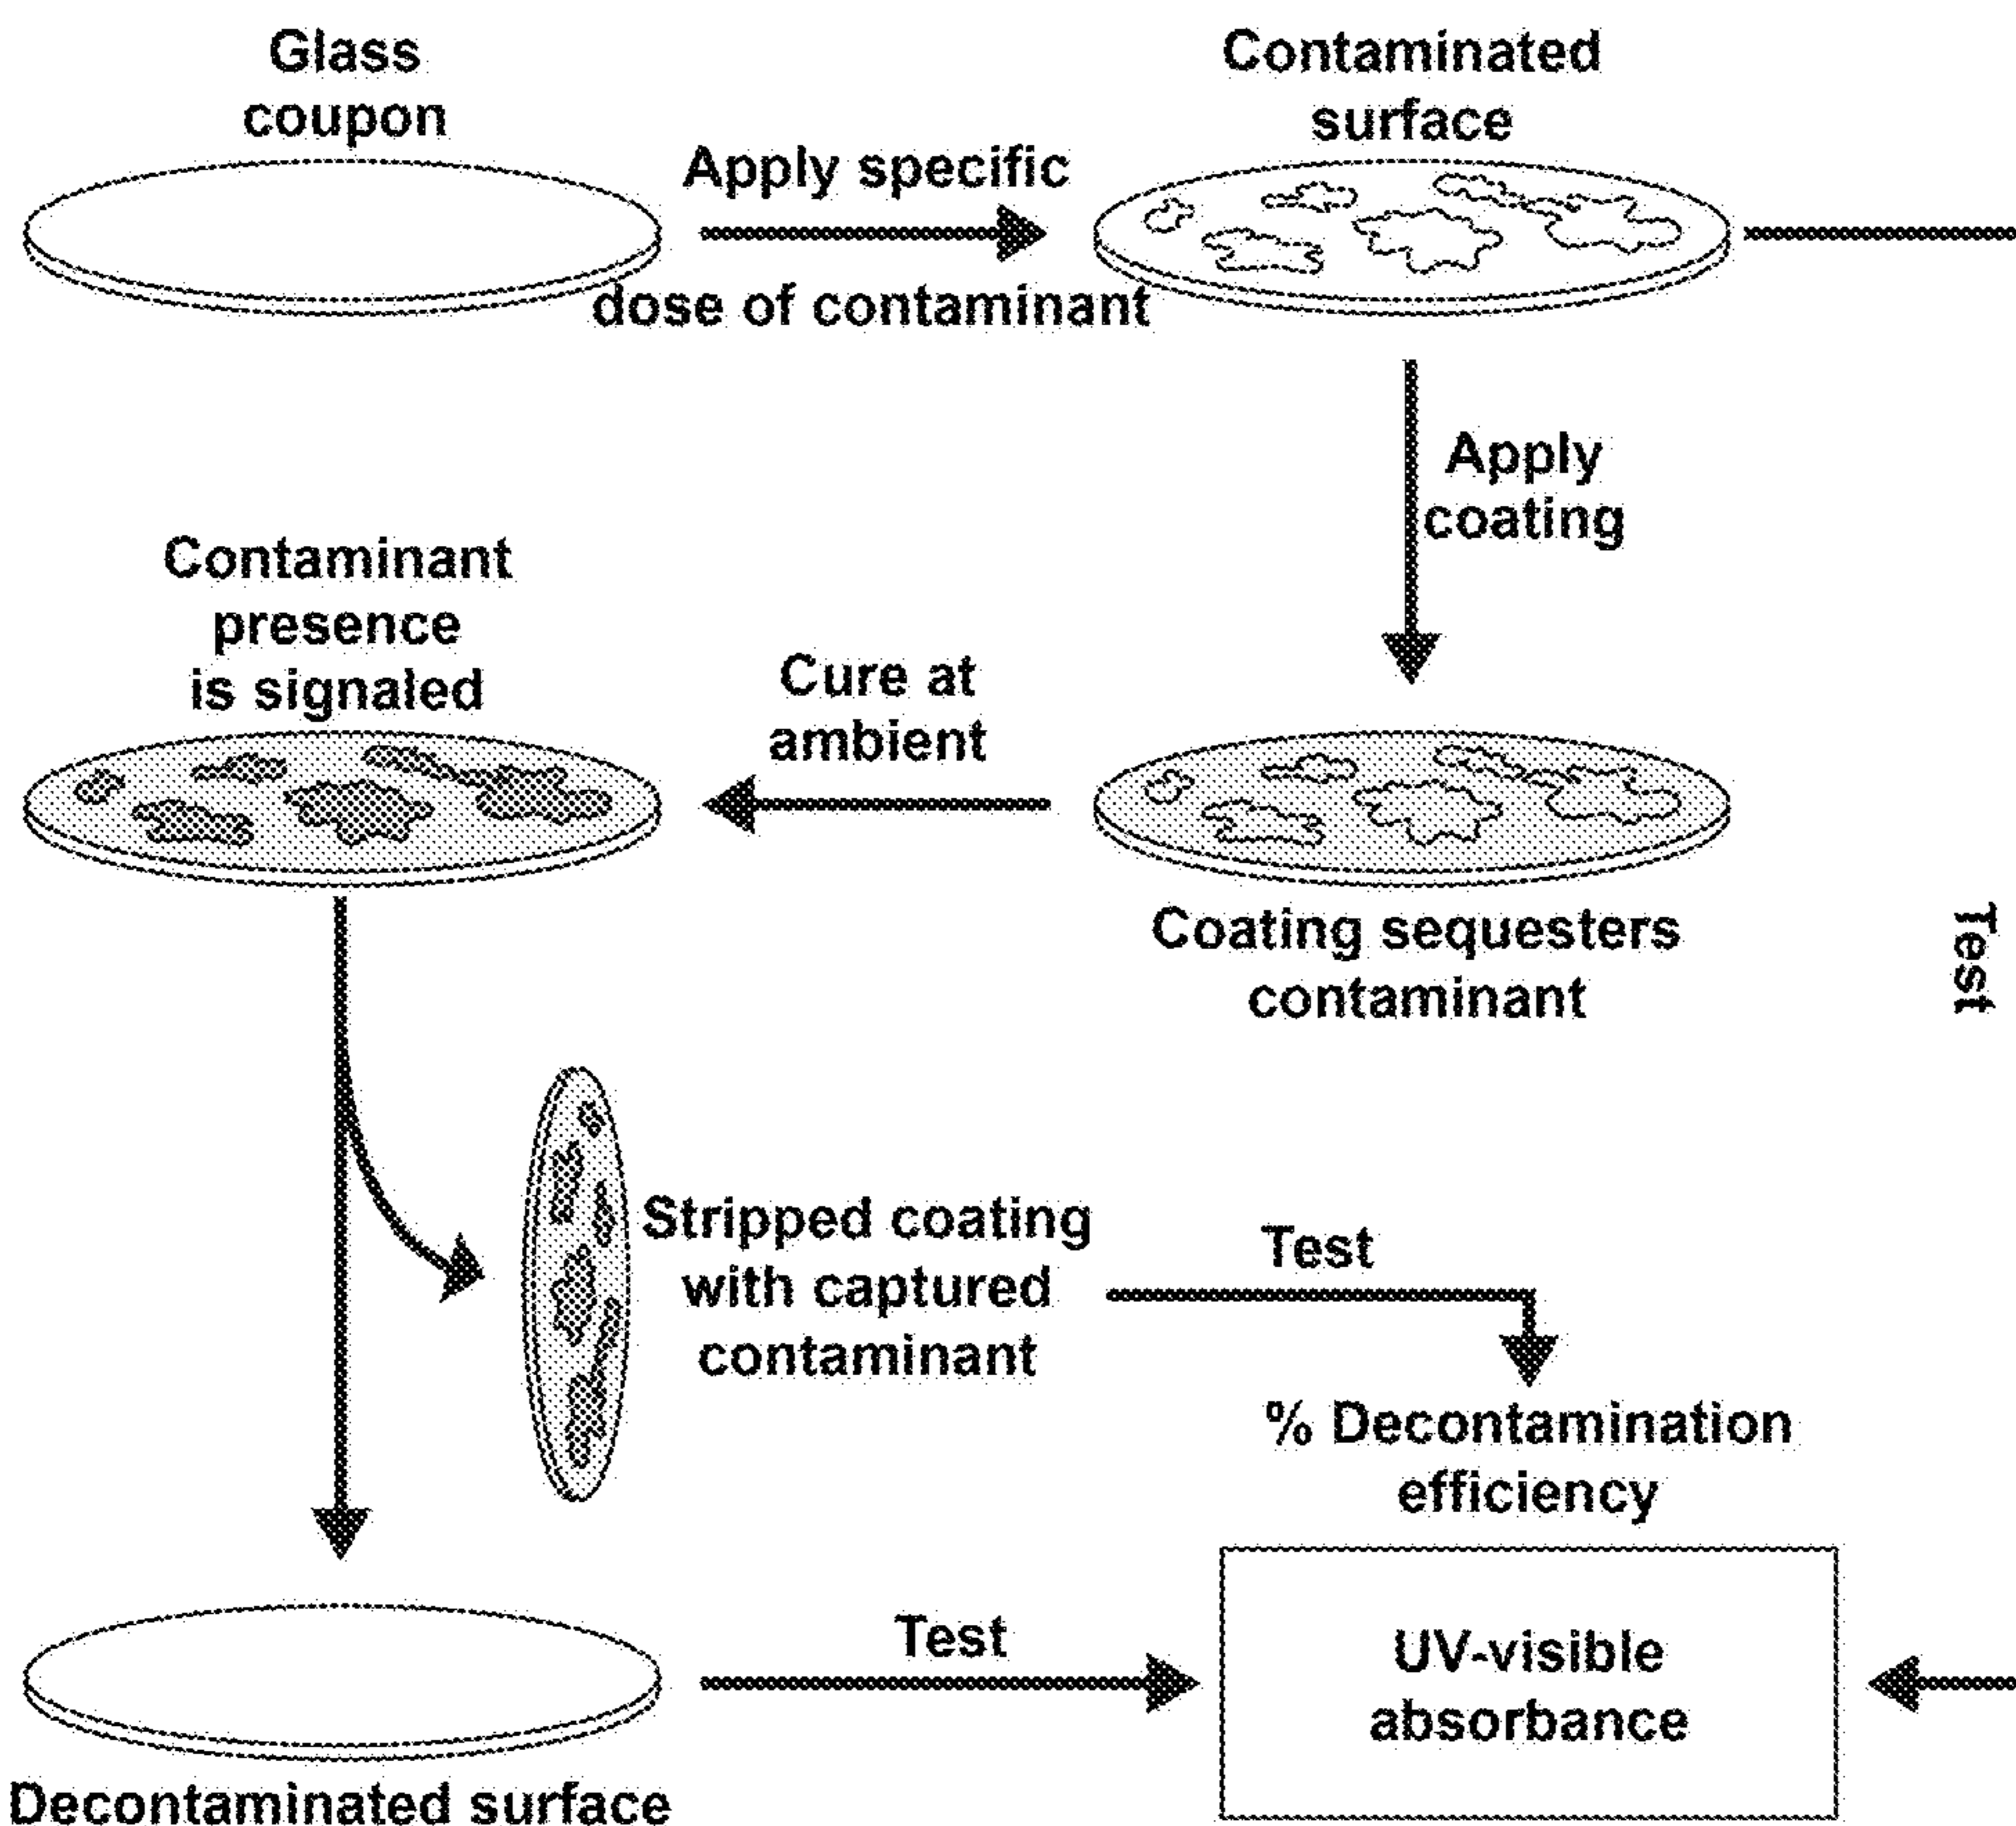 Glass
coupon
Apply specific
dose of contaminant
Contaminated
surface
Apply
coating
Contaminant
presence
is signaled
Cure at
ambient
Coating sequesters
contaminant
Test
Stripped coating
with captured
contaminant
Test
% Decontamination
efficiency
Test
UV-visible
absorbance
Decontaminated surface